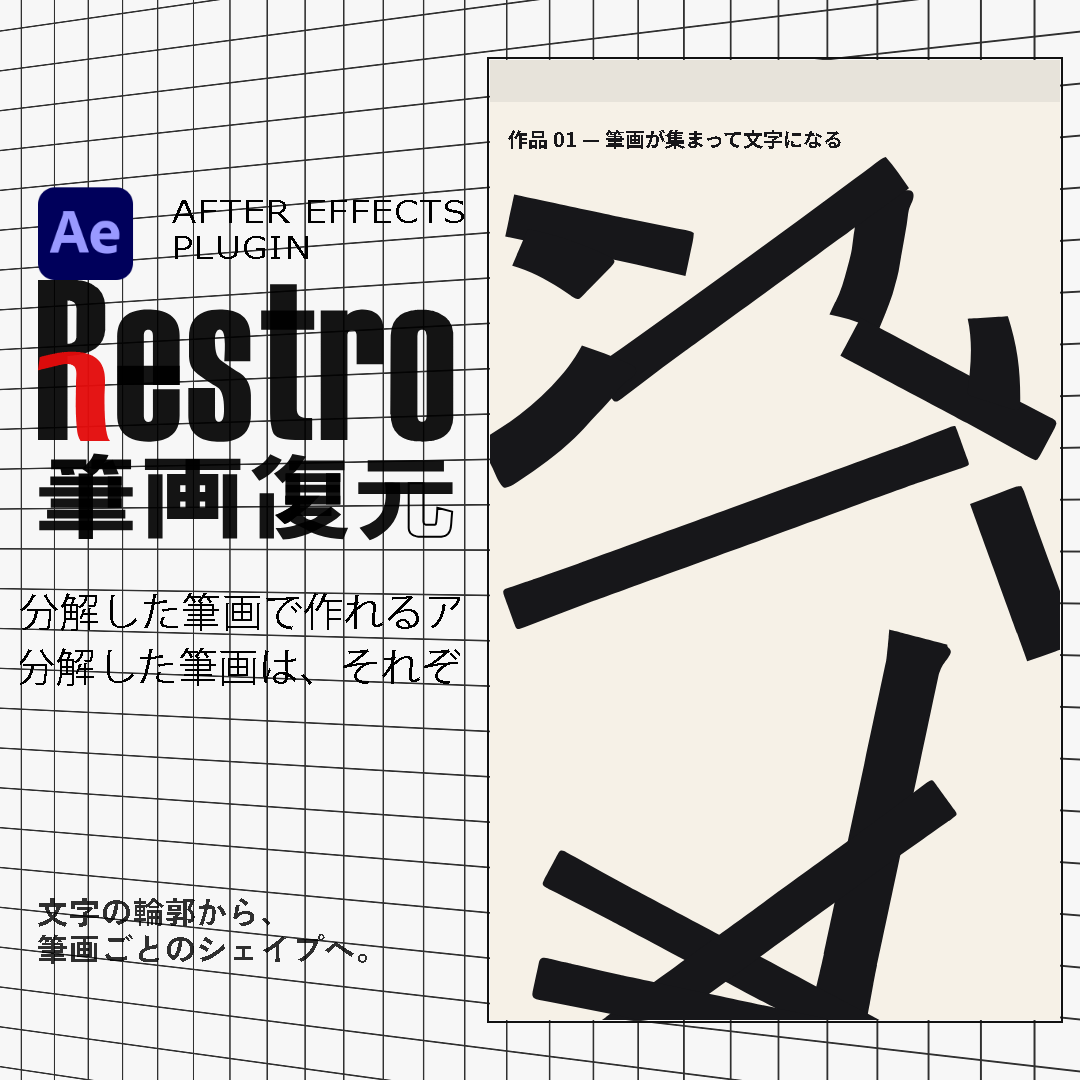 Ae
AFTER EFFECTS
PLUGIN
Restro
筆画復元
分解した筆画で作れるア
分解した筆画は、それぞ
文字の輪郭から、
筆画ごとのシェイプへ。
作品 01 — 筆画が集まって文字になる